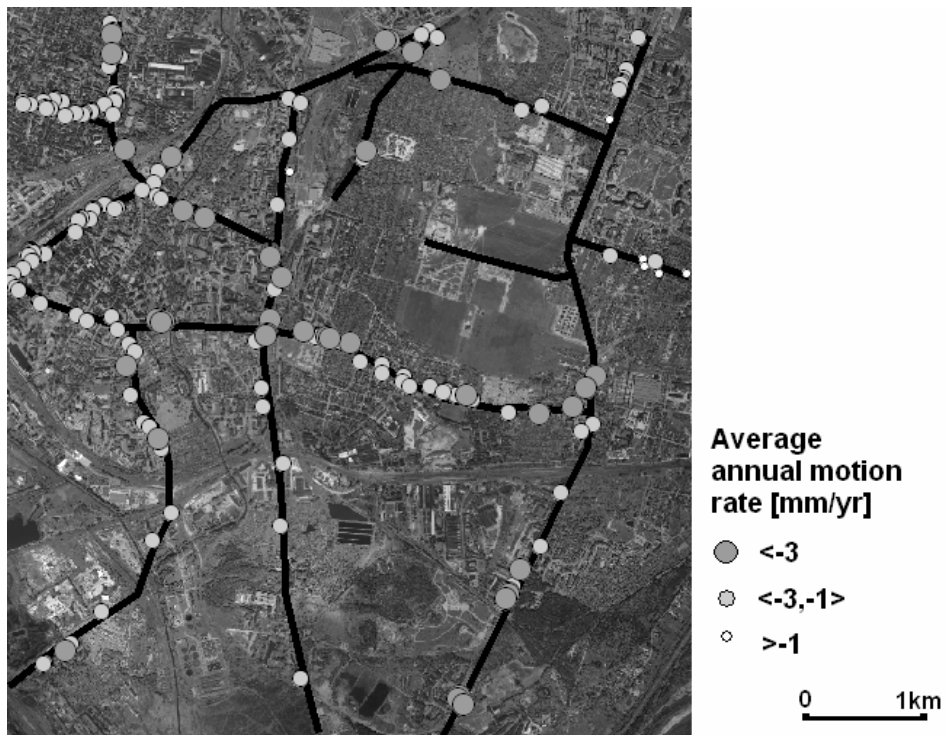 Average
annual motion
rate [mm/yr]
<-3
<-3,-1>
>-1
0 1km